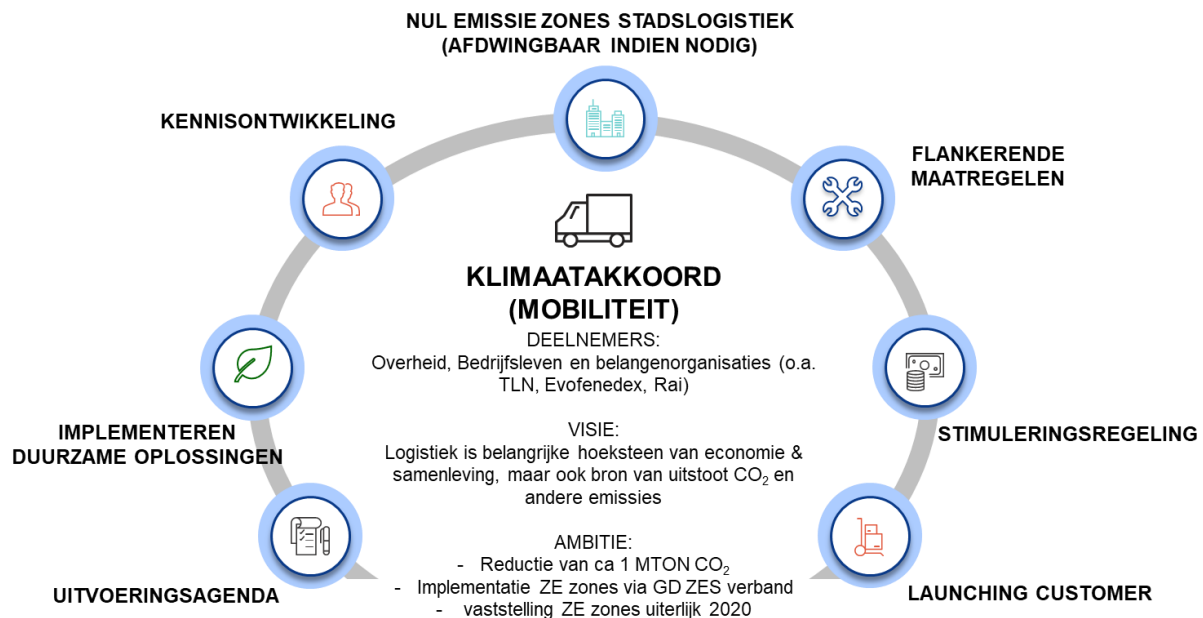 NUL EMISSIE ZONES STADSLOGISTIEK
(AFDWINGBAAR INDIEN NODIG)
KENNISONTWIKKELING
FLANKERENDE
MAATREGELEN
KLIMAATAKKOORD
(MOBILITEIT)
DEELNEMERS:
Overheid, Bedrijfsleven en belangenorganisaties (o.a.
TLN, Evofenedex, Rai)
IMPLEMENTEREN
DUURZAME OPLOSSINGEN
STIMULERINGSREGELING
VISIE:
Logistiek is belangrijke hoeksteen van economie &
samenleving, maar ook bron van uitstoot CO₂ en
andere emissies
AMBITIE:
- Reductie van ca 1 MTON CO₂
- Implementatie ZE zones via GD ZES verband
- vaststelling ZE zones uiterlijk 2020
UITVOERINGSAGENDA
LAUNCHING CUSTOMER